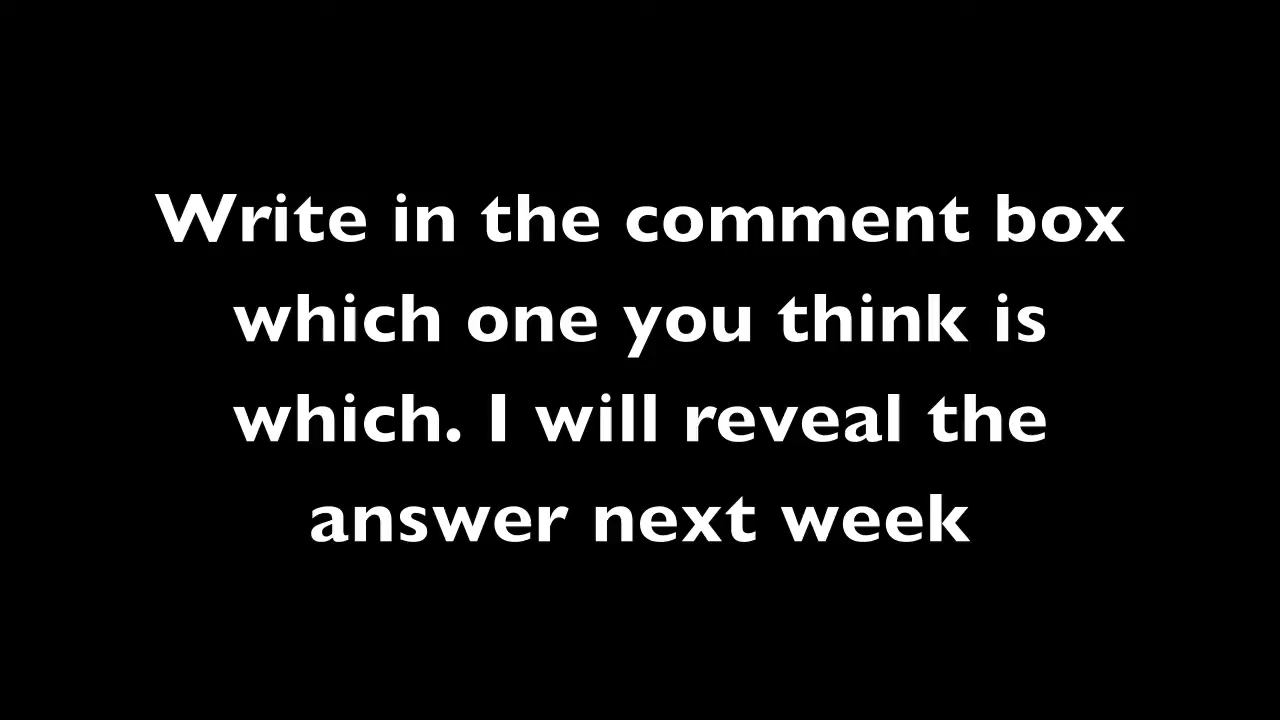 Write in the comment box
which one you think is
which. I will reveal the
answer next week